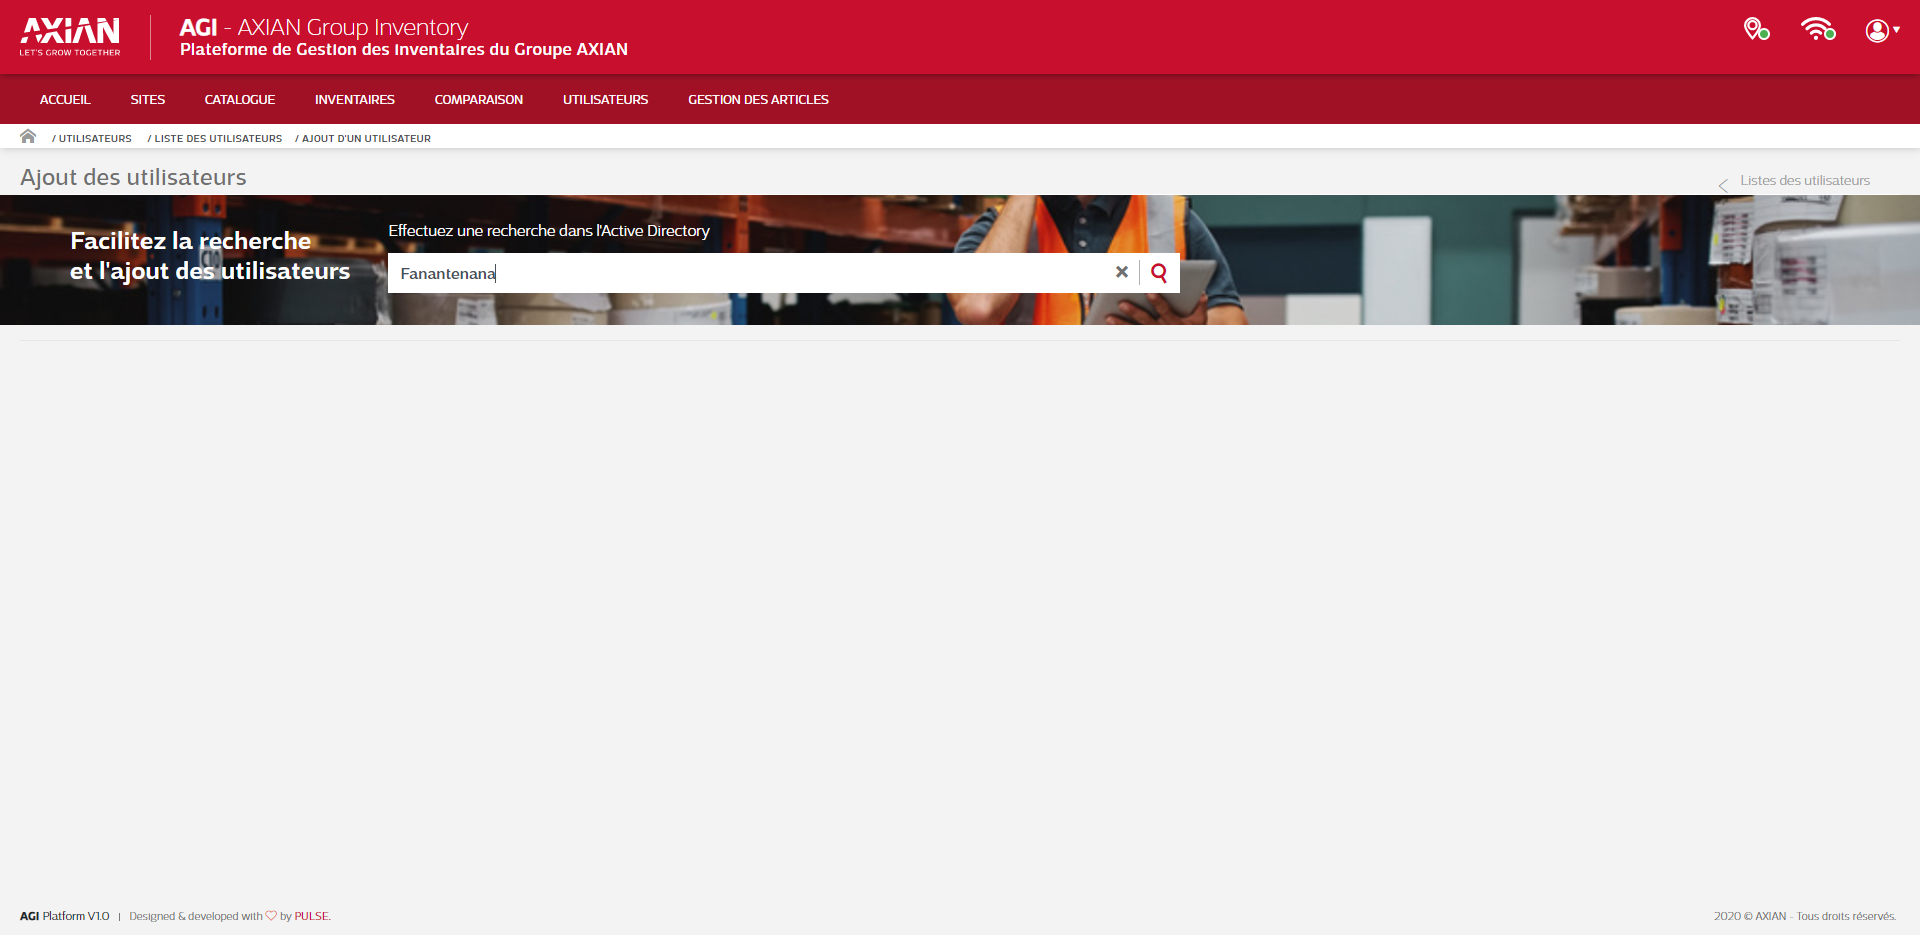 AXIAN
LET'S GROW TOGETHER
AGI - AXIAN Group Inventory
Plateforme de Gestion des Inventaires du Groupe AXIAN
ACCUEIL SITES CATALOGUE INVENTAIRES COMPARAISON UTILISATEURS GESTION DES ARTICLES
/ UTILISATEURS / LISTE DES UTILISATEURS / AJOUT D'UN UTILISATEUR
Ajout des utilisateurs
Listes des utilisateurs
Facilitez la recherche
et l'ajout des utilisateurs
Effectuez une recherche dans l'Active Directory
Fanantenana
AGI Platform V1.0 | Designed & developed with ♡ by PULSE.
2020 © AXIAN - Tous droits réservés.